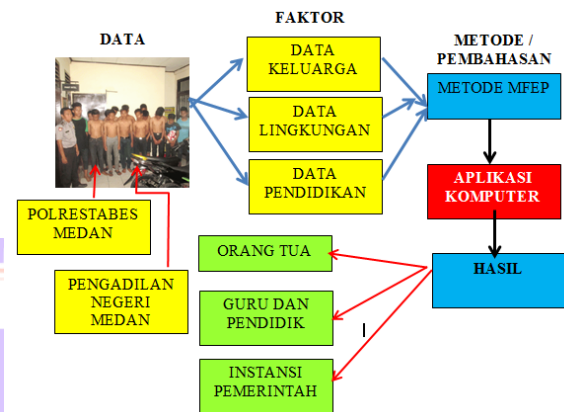 FAKTOR
DATA
METODE /
PEMBAHASAN
DATA
KELUARGA
METODE MFEP
DATA
LINGKUNGAN
DATA
PENDIDIKAN
APLIKASI
KOMPUTER
POLRESTABES
MEDAN
ORANG TUA
HASIL
PENGADILAN
NEGERI
MEDAN
GURU DAN
PENDIDIK
INSTANSI
PEMERINTAH